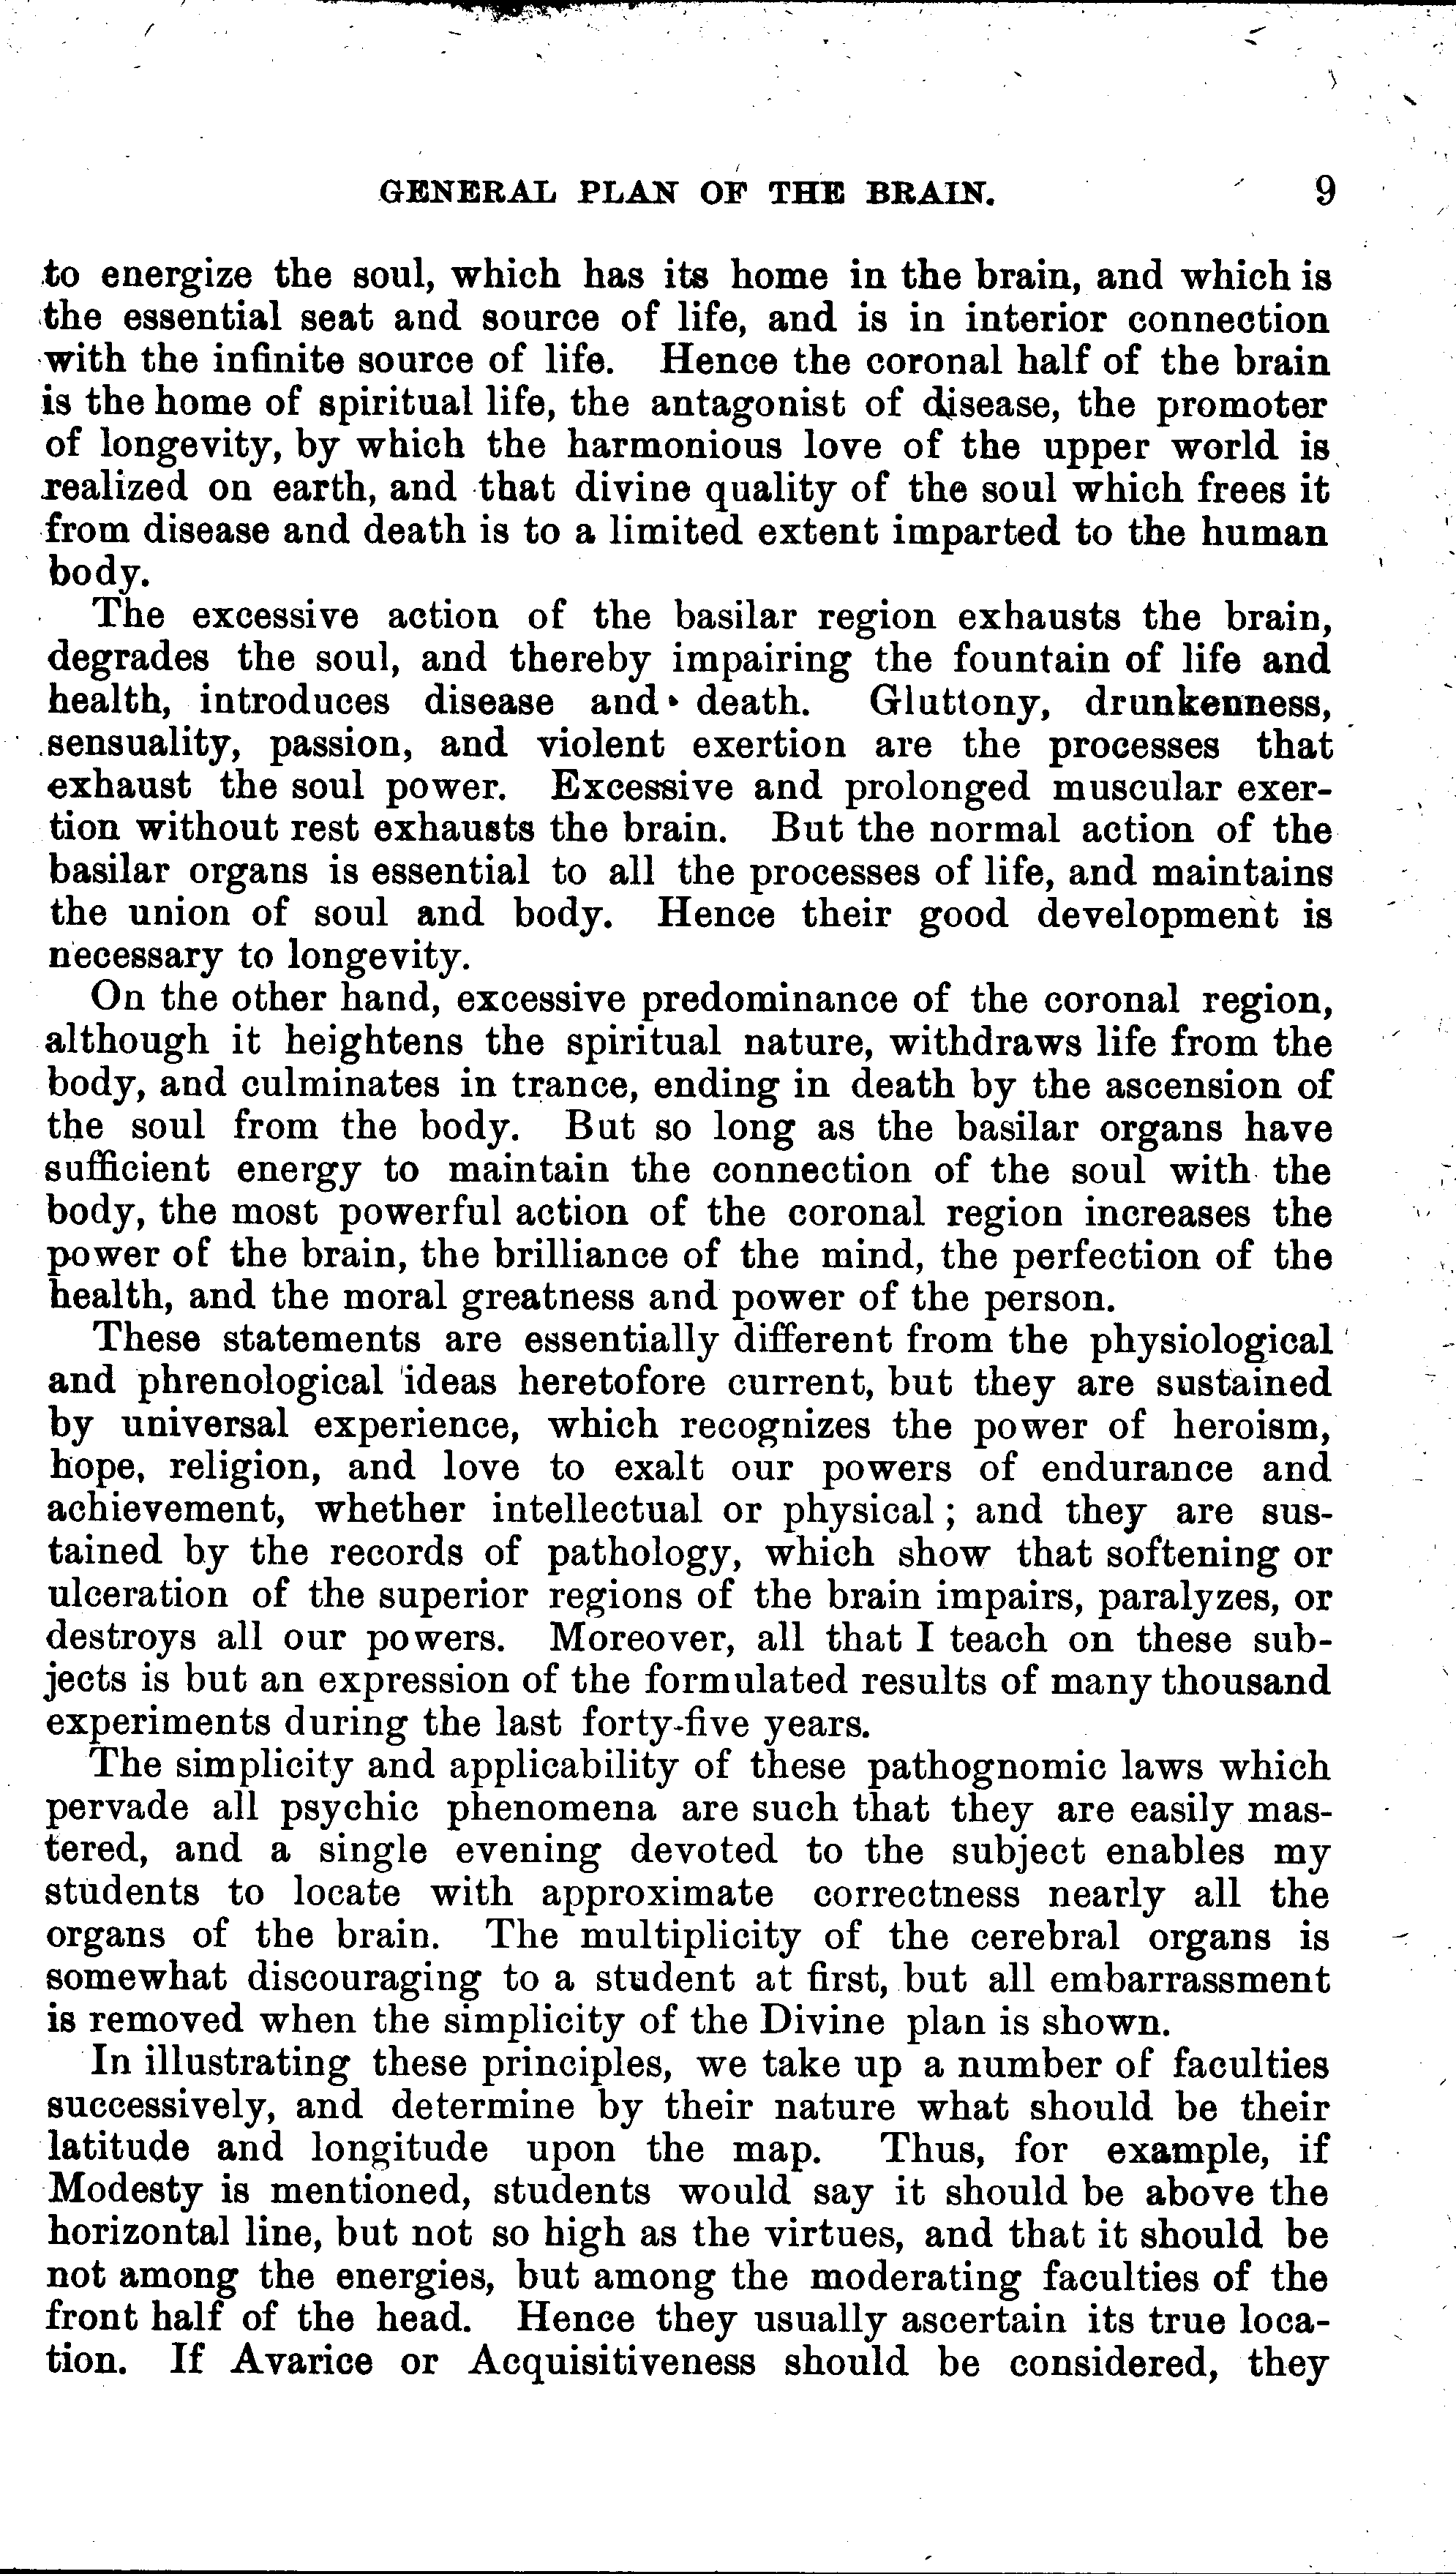 GENERAL PLAN OF THE BRAIN. 9
to energize the soul, which has its home in the brain, and which is
the essential seat and source of life, and is in interior connection
with the infinite source of life. Hence the coronal half of the brain
is the home of spiritual life, the antagonist of disease, the promoter
of longevity, by which the harmonious love of the upper world is
realized on earth, and that divine quality of the soul which frees it
from disease and death is to a limited extent imparted to the human
body.
The excessive action of the basilar region exhausts the brain,
degrades the soul, and thereby impairing the fountain of life and
health, introduces disease and death. Gluttony, drunkenness,
sensuality, passion, and violent exertion are the processes that
exhaust the soul power. Excessive and prolonged muscular exer-
tion without rest exhausts the brain. But the normal action of the
basilar organs is essential to all the processes of life, and maintains
the union of soul and body. Hence their good development is
necessary to longevity.
On the other hand, excessive predominance of the coronal region,
although it heightens the spiritual nature, withdraws life from the
body, and culminates in trance, ending in death by the ascension of
the soul from the body. But so long as the basilar organs have
sufficient energy to maintain the connection of the soul with the
body, the most powerful action of the coronal region increases the
power of the brain, the brilliance of the mind, the perfection of the
health, and the moral greatness and power of the person.
These statements are essentially different from the physiological
and phrenological ideas heretofore current, but they are sustained
by universal experience, which recognizes the power of heroism,
hope, religion, and love to exalt our powers of endurance and
achievement, whether intellectual or physical; and they are sus-
tained by the records of pathology, which show that softening or
ulceration of the superior regions of the brain impairs, paralyzes, or
destroys all our powers. Moreover, all that I teach on these sub-
jects is but an expression of the formulated results of many thousand
experiments during the last forty-five years.
The simplicity and applicability of these pathognomic laws which
pervade all psychic phenomena are such that they are easily mas-
tered, and a single evening devoted to the subject enables my
students to locate with approximate correctness nearly all the
organs of the brain. The multiplicity of the cerebral organs is
somewhat discouraging to a student at first, but all embarrassment
is removed when the simplicity of the Divine plan is shown.
In illustrating these principles, we take up a number of faculties
successively, and determine by their nature what should be their
latitude and longitude upon the map. Thus, for example, if
Modesty is mentioned, students would say it should be above the
horizontal line, but not so high as the virtues, and that it should be
not among the energies, but among the moderating faculties of the
front half of the head. Hence they usually ascertain its true loca-
tion. If Avarice or Acquisitiveness should be considered, they